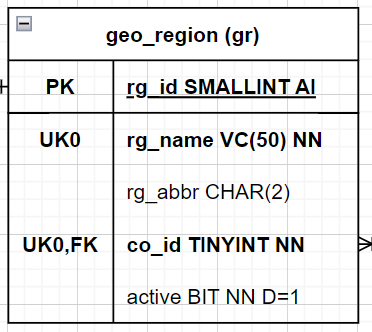 geo_region (gr)
PK rg_id SMALLINT AI
UK0 rg_name VC(50) NN
rg_abbr CHAR(2)
UK0,FK co_id TINYINT NN
active BIT NN D=1